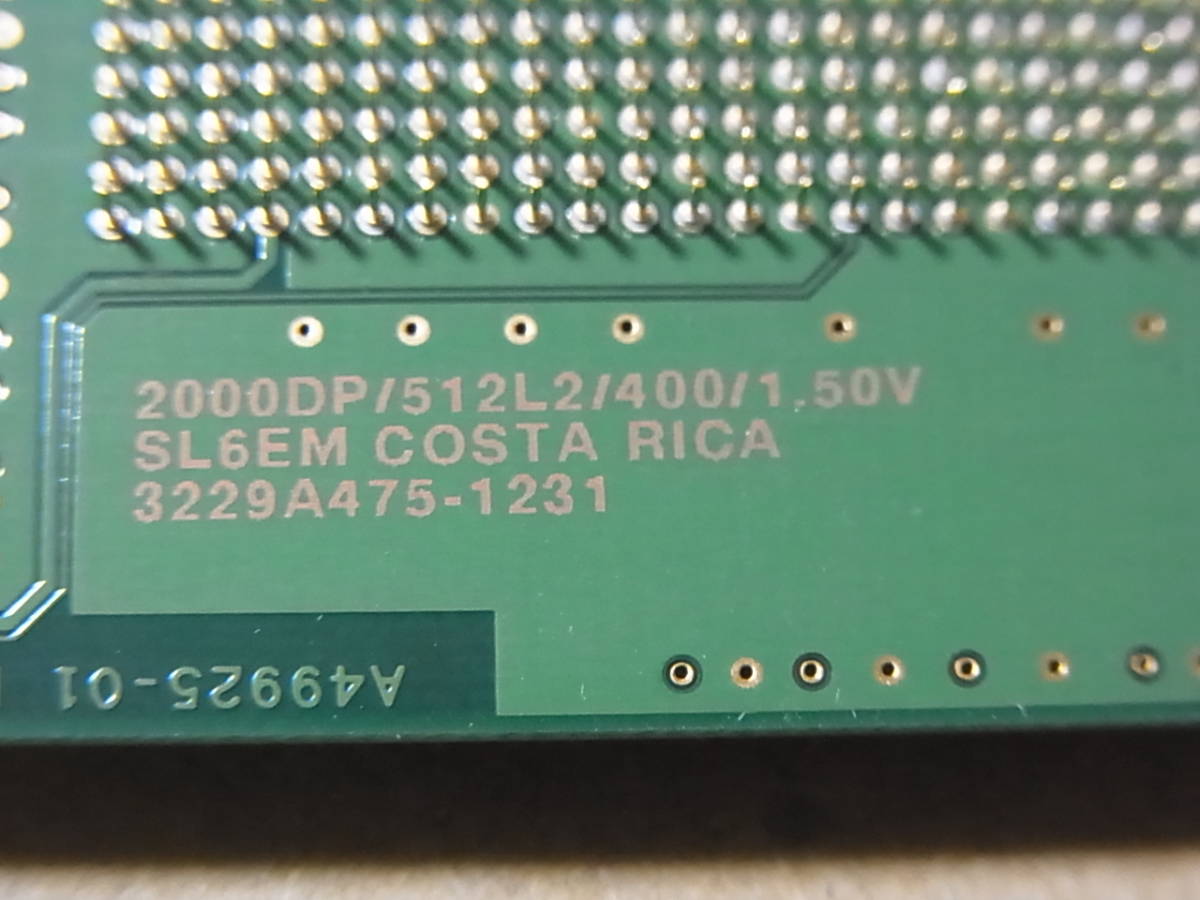 2000DP/512L2/400/1.50V
SL6EM COSTA RICA
3229A475-1231
A49925-01